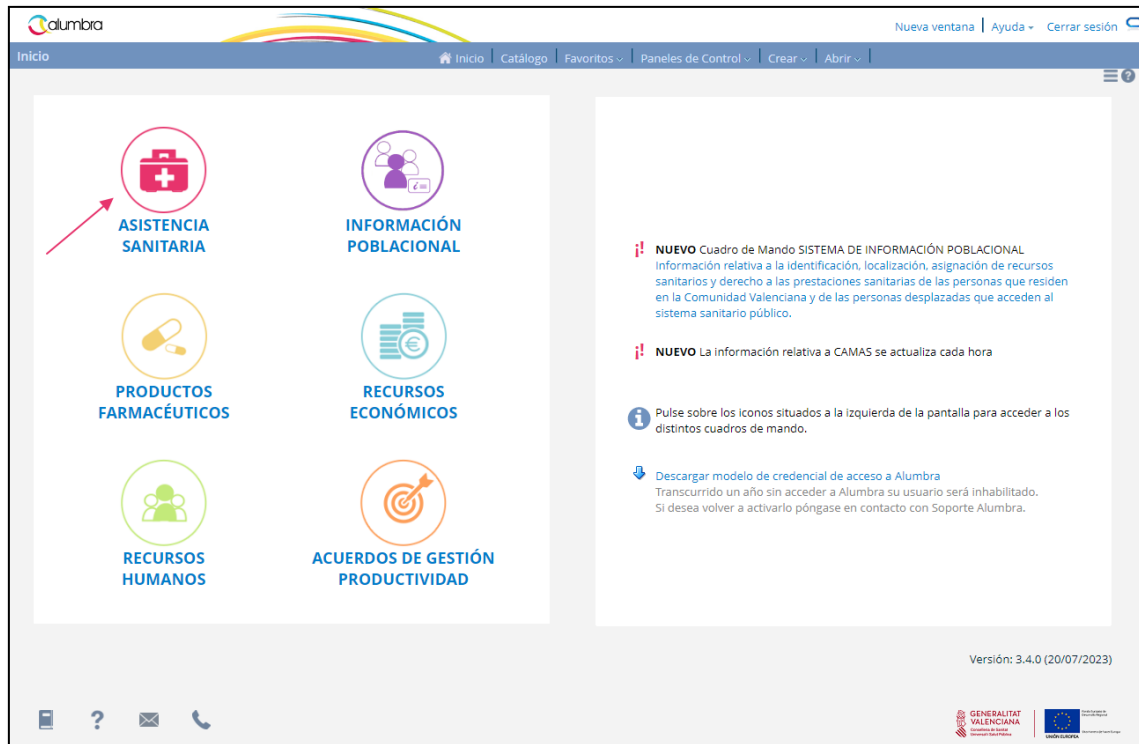 alumbra
Nueva ventana Ayuda Cerrar sesión
Inicio
Inicio Catálogo Favoritos Paneles de Control Crear Abrir
ASISTENCIA
SANITARIA
INFORMACIÓN
POBLACIONAL
PRODUCTOS
FARMACÉUTICOS
RECURSOS
ECONÓMICOS
RECURSOS
HUMANOS
ACUERDOS DE GESTIÓN
PRODUCTIVIDAD
¡! NUEVO Cuadro de Mando SISTEMA DE INFORMACIÓN POBLACIONAL
Información relativa a la identificación, localización, asignación de recursos
sanitarios y derecho a las prestaciones sanitarias de las personas que residen
en la Comunidad Valenciana y de las personas desplazadas que acceden al
sistema sanitario público.
¡! NUEVO La información relativa a CAMAS se actualiza cada hora
Pulse sobre los iconos situados a la izquierda de la pantalla para acceder a los
distintos cuadros de mando.
Descargar modelo de credencial de acceso a Alumbra
Transcurrido un año sin acceder a Alumbra su usuario será inhabilitado.
Si desea volver a activarlo póngase en contacto con Soporte Alumbra.
Versión: 3.4.0 (20/07/2023)
GENERALITAT
VALENCIANA
UNIÓN EUROPEA